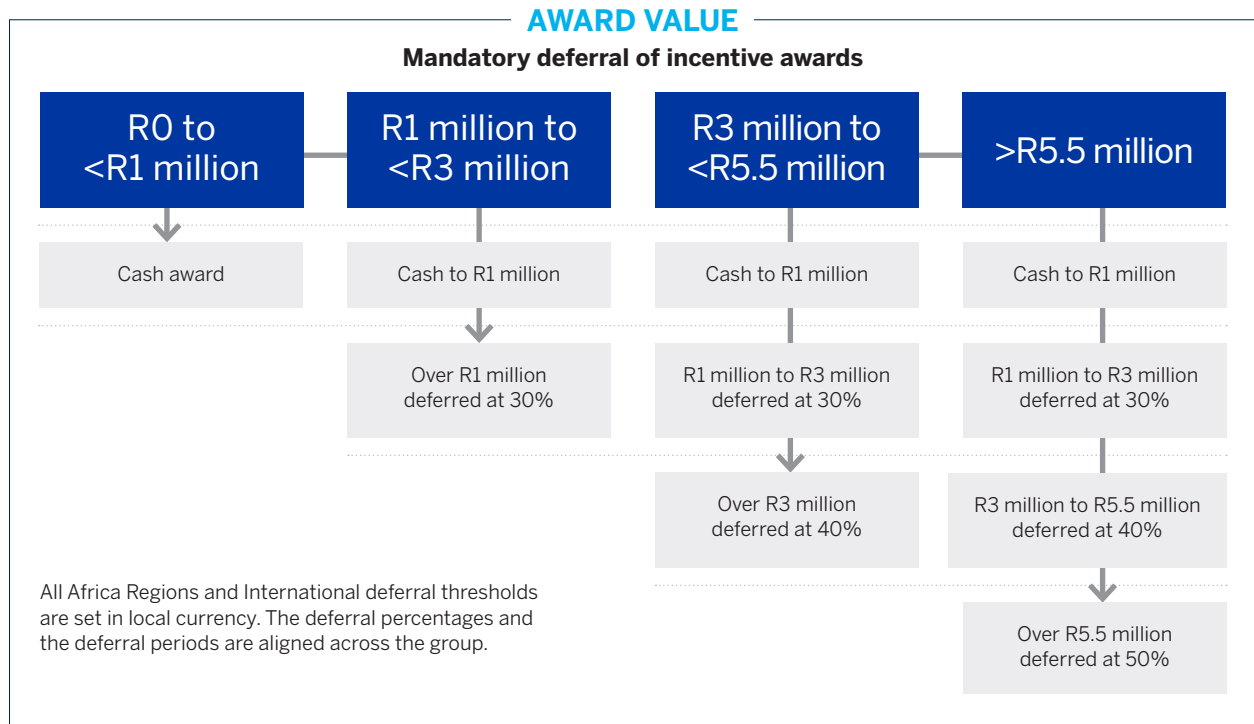 AWARD VALUE
Mandatory deferral of incentive awards
R0 to
<R1 million
R1 million to
<R3 million
R3 million to
<R5.5 million
>R5.5 million
Cash award
Cash to R1 million
Cash to R1 million
Cash to R1 million
Over R1 million
deferred at 30%
R1 million to R3 million
deferred at 30%
R1 million to R3 million
deferred at 30%
Over R3 million
deferred at 40%
R3 million to R5.5 million
deferred at 40%
All Africa Regions and International deferral thresholds
are set in local currency. The deferral percentages and
the deferral periods are aligned across the group.
Over R5.5 million
deferred at 50%